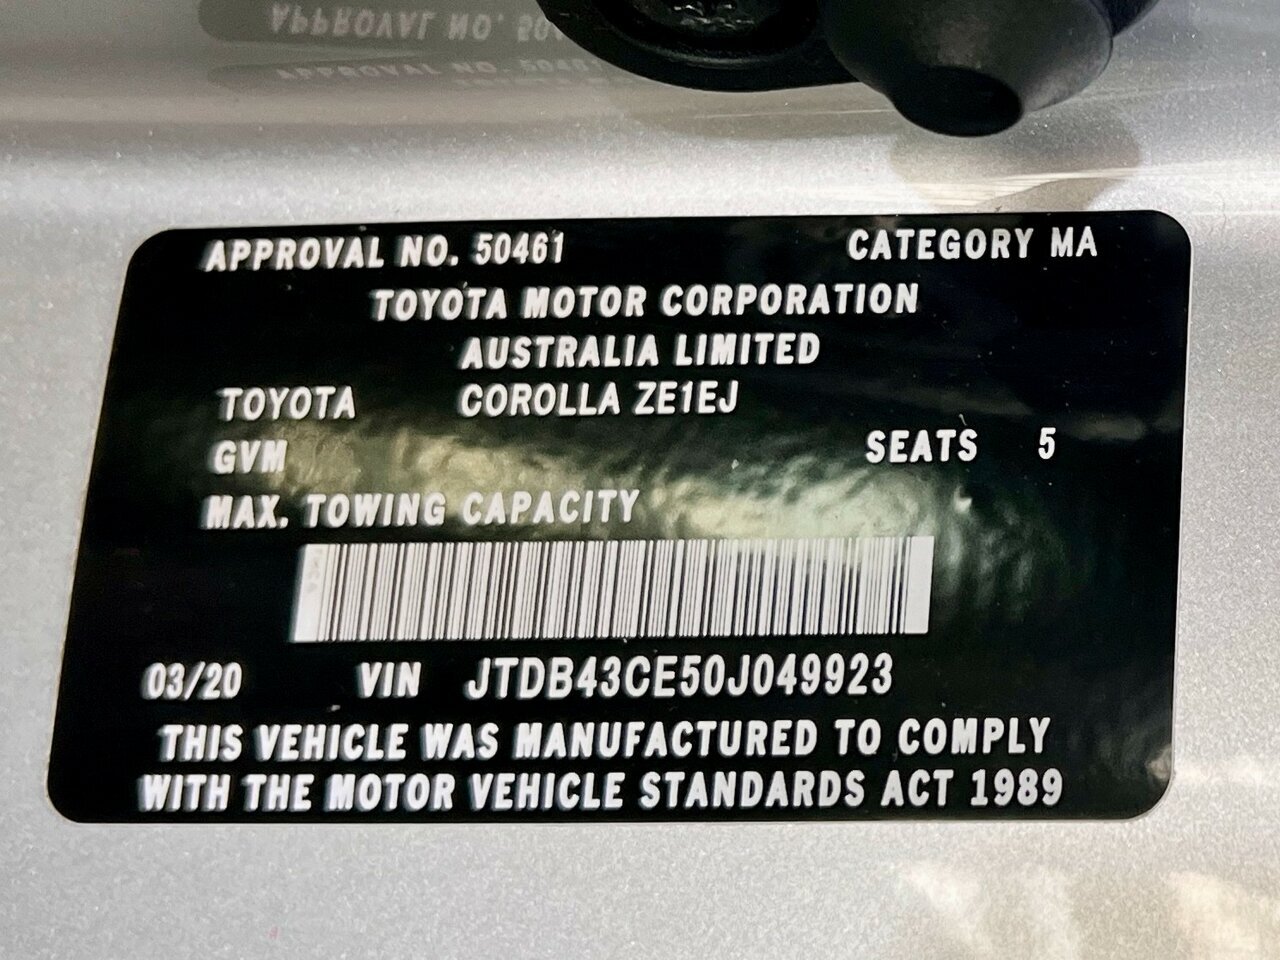 APPROVAL NO. 50461 CATEGORY MA
TOYOTA MOTOR CORPORATION
AUSTRALIA LIMITED
TOYOTA COROLLA ZE1EJ
GVM SEATS 5
MAX. TOWING CAPACITY
03/20 VIN JTDB43CE50J049923
THIS VEHICLE WAS MANUFACTURED TO COMPLY
WITH THE MOTOR VEHICLE STANDARDS ACT 1989